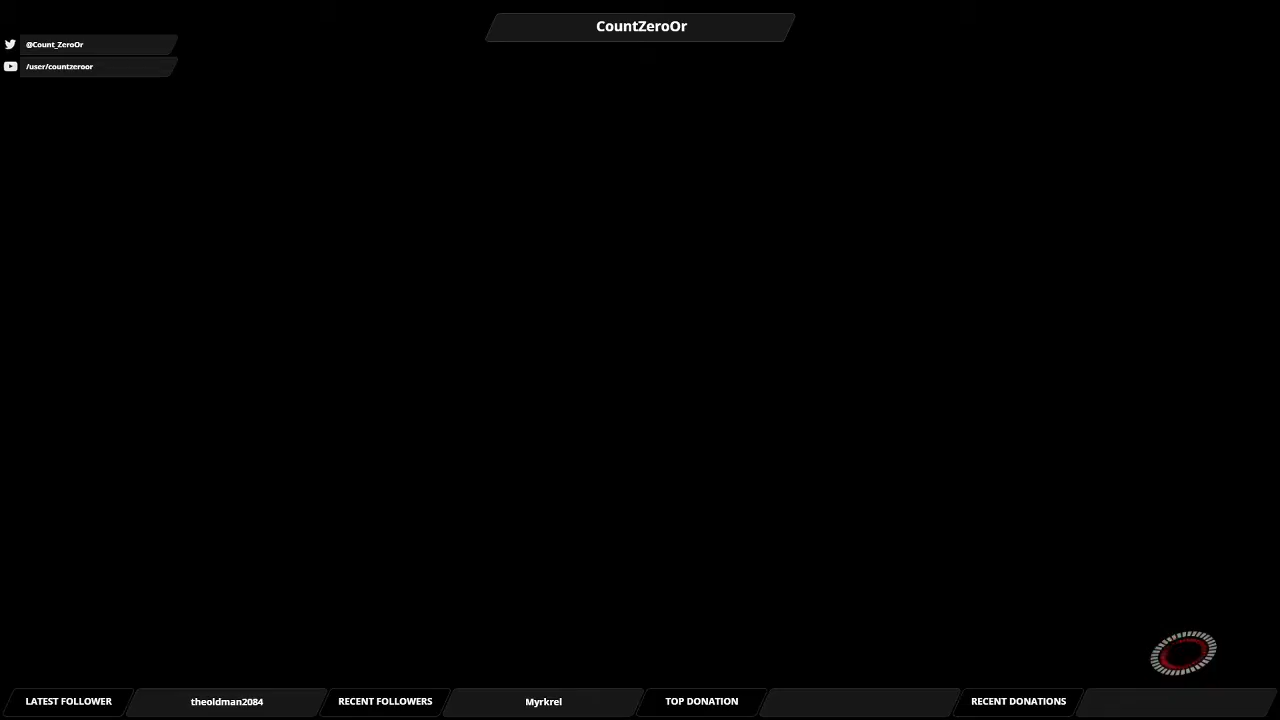 CountZeroOr
@Count_ZeroOr
/user/countzeroor
LATEST FOLLOWER
theoldman2084
RECENT FOLLOWERS
Myrkrel
TOP DONATION
RECENT DONATIONS